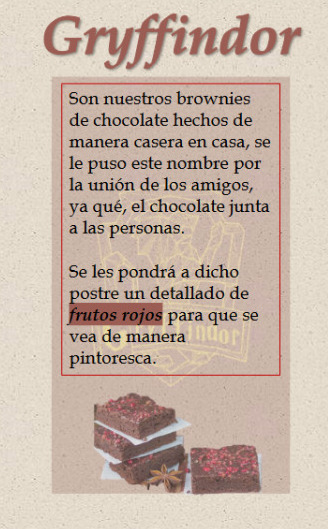 Gryffindor
Son nuestros brownies
de chocolate hechos de
manera casera en casa, se
le puso este nombre por
la unión de los amigos,
ya qué, el chocolate junta
a las personas.
Se les pondrá a dicho
postre un detallado de
frutos rojos para que se
vea de manera
pintoresca.
Gryffindor